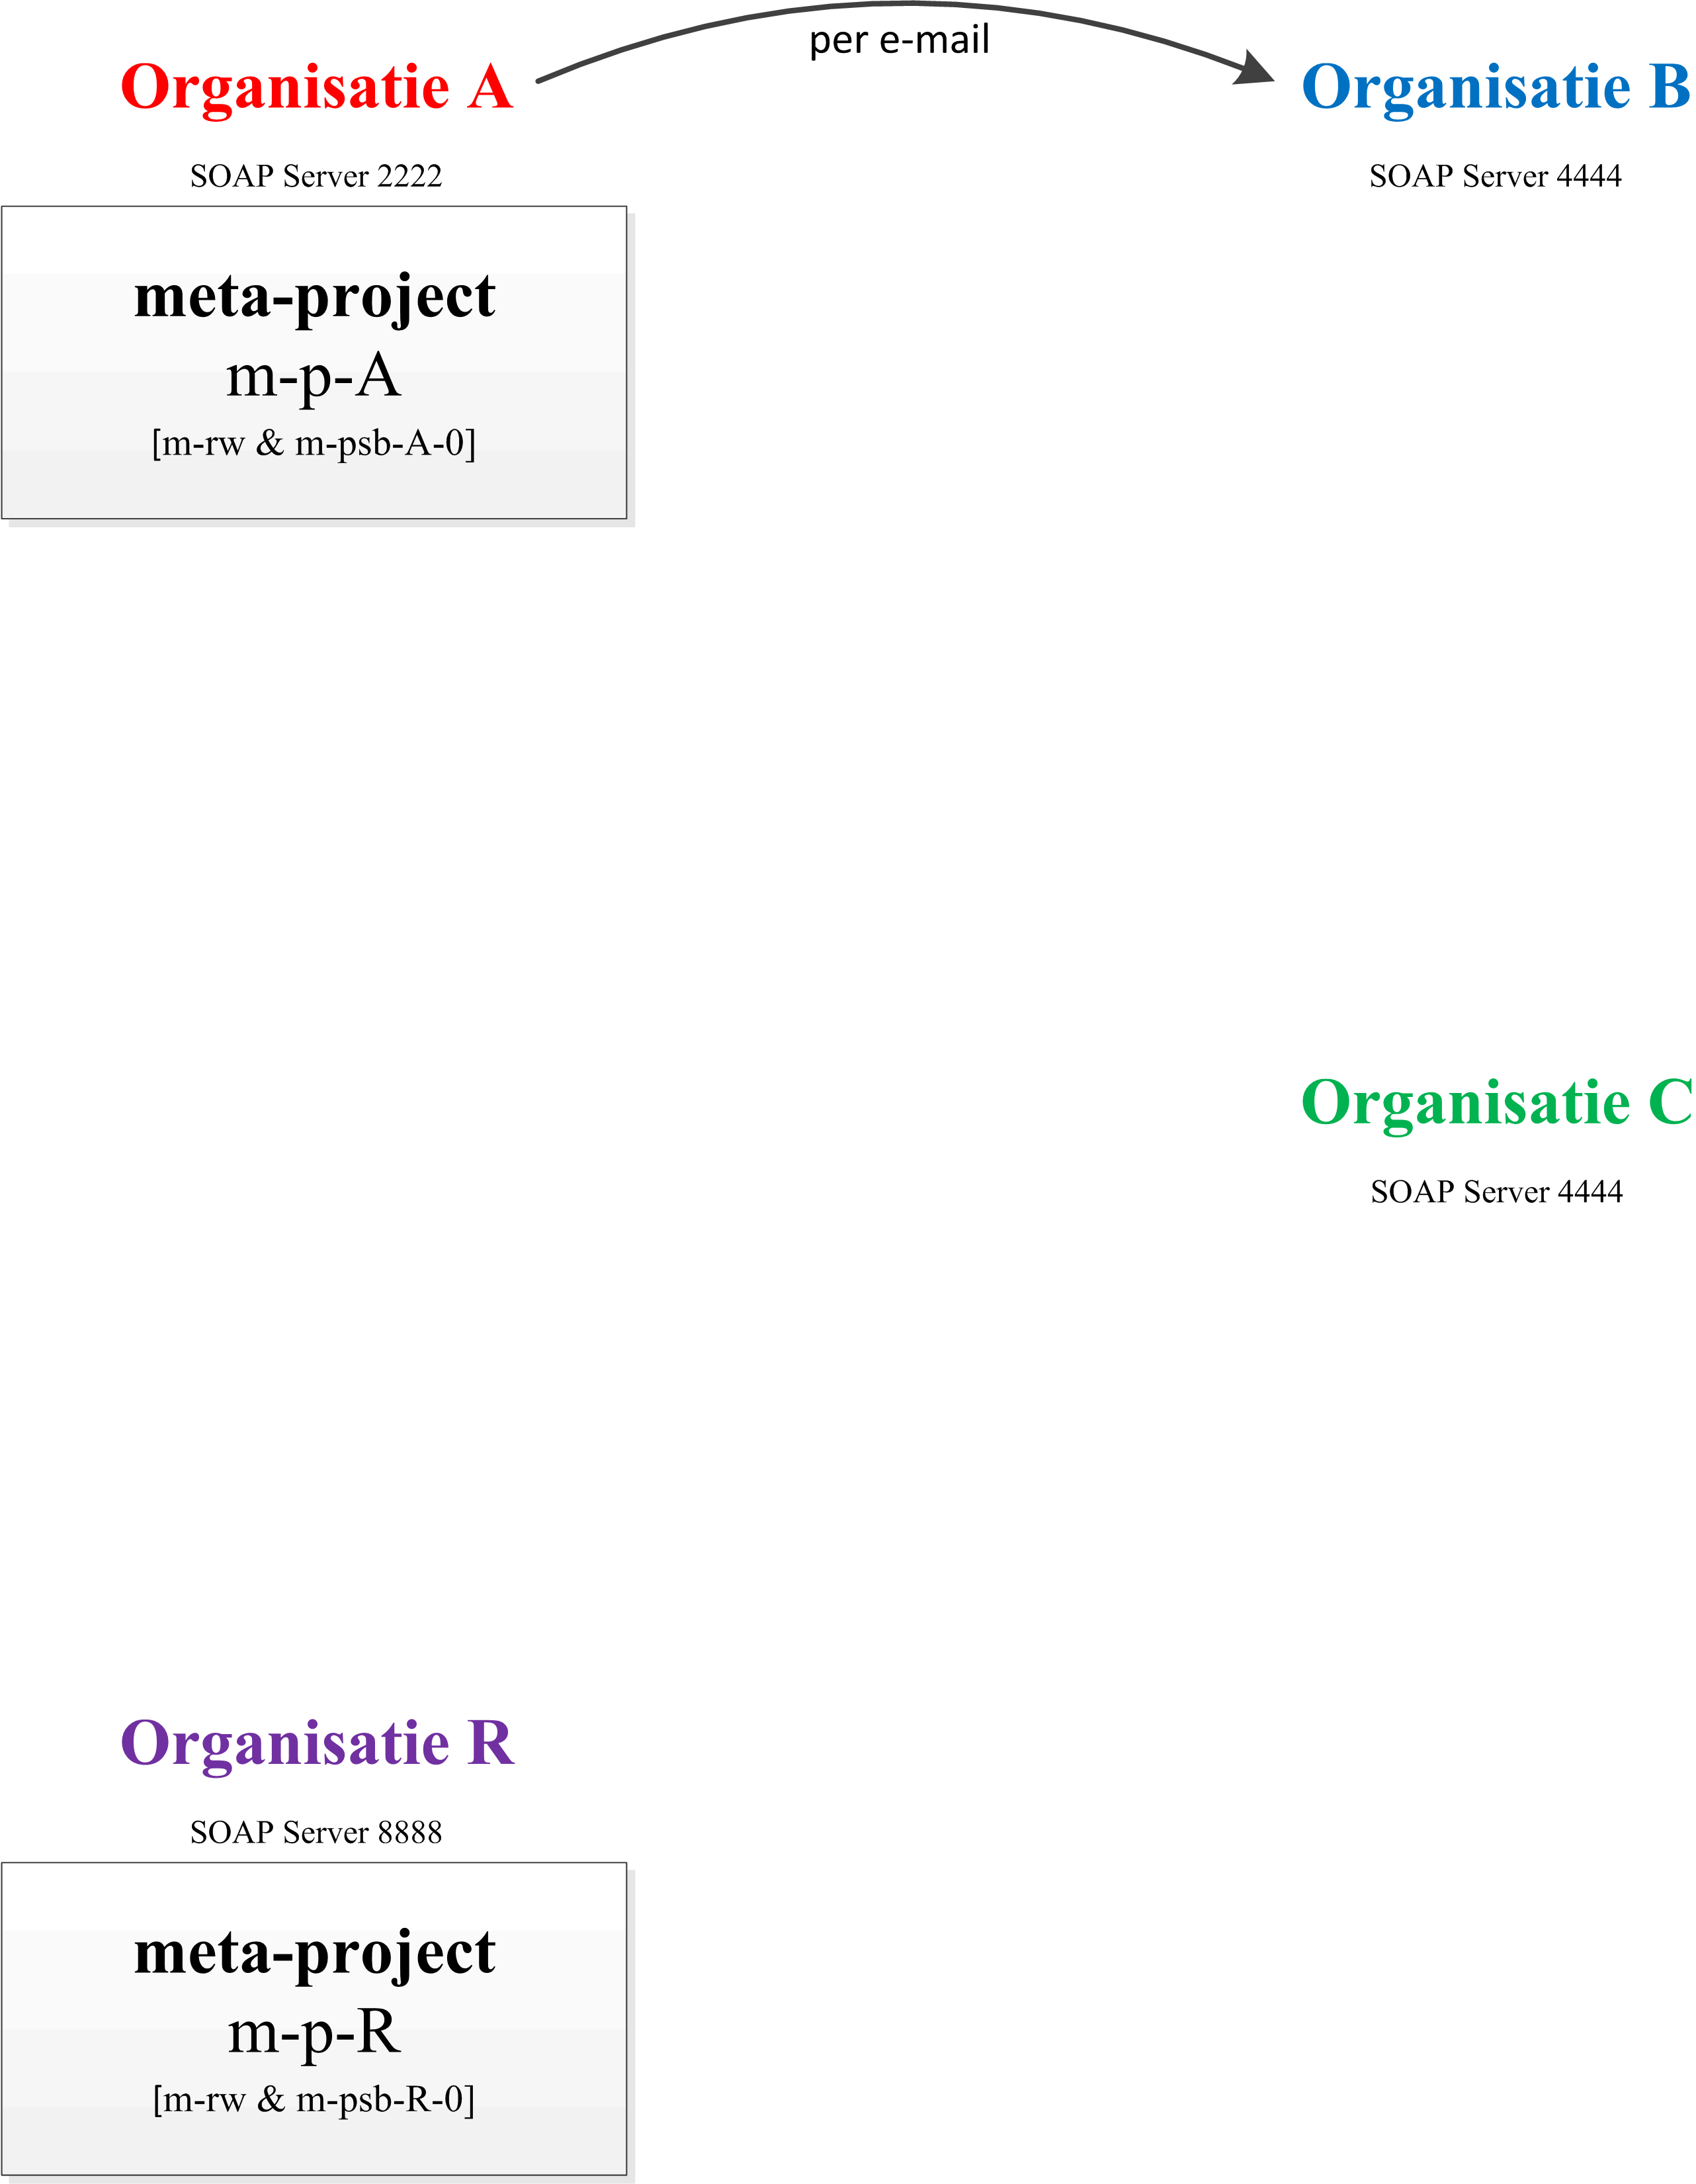 per e-mail
Organisatie A
Organisatie B
SOAP Server 2222
SOAP Server 4444
meta-project
m-p-A
[m-rw & m-psb-A-0]
Organisatie C
SOAP Server 4444
Organisatie R
SOAP Server 8888
meta-project
m-p-R
[m-rw & m-psb-R-0]